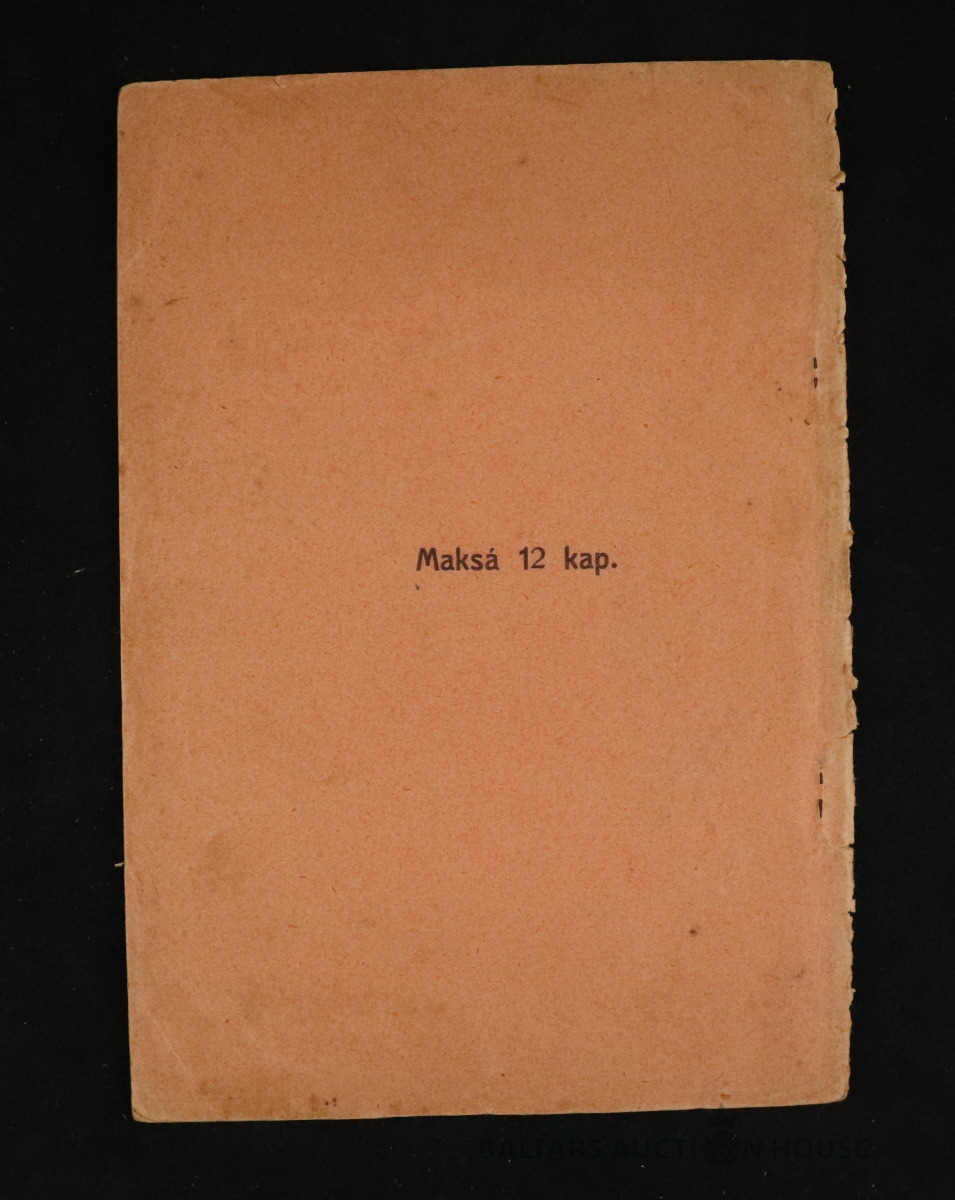 Maksá 12 kap.
BALTARS AUCTION HOUSE